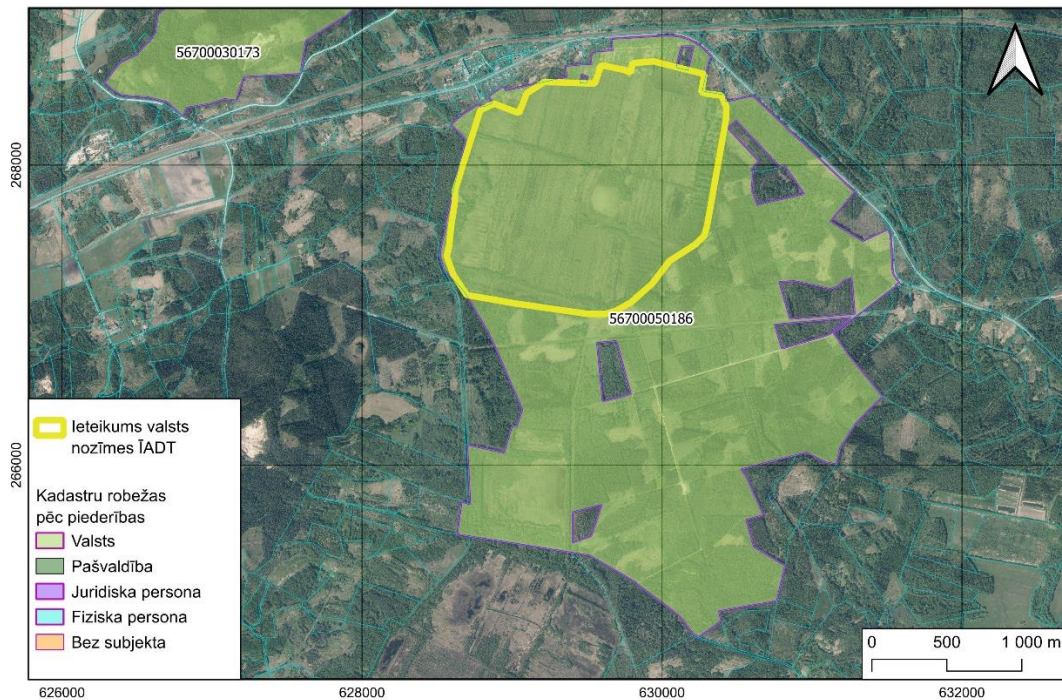 56700030173
268000
56700050186
266000
Ieteikums valsts
nozīmes ĪADT
Kadastru robežas
pēc piederības
Valsts
Pašvaldība
Juridiska persona
Fiziska persona
Bez subjekta
0 500 1 000 m
626000 628000 630000 632000